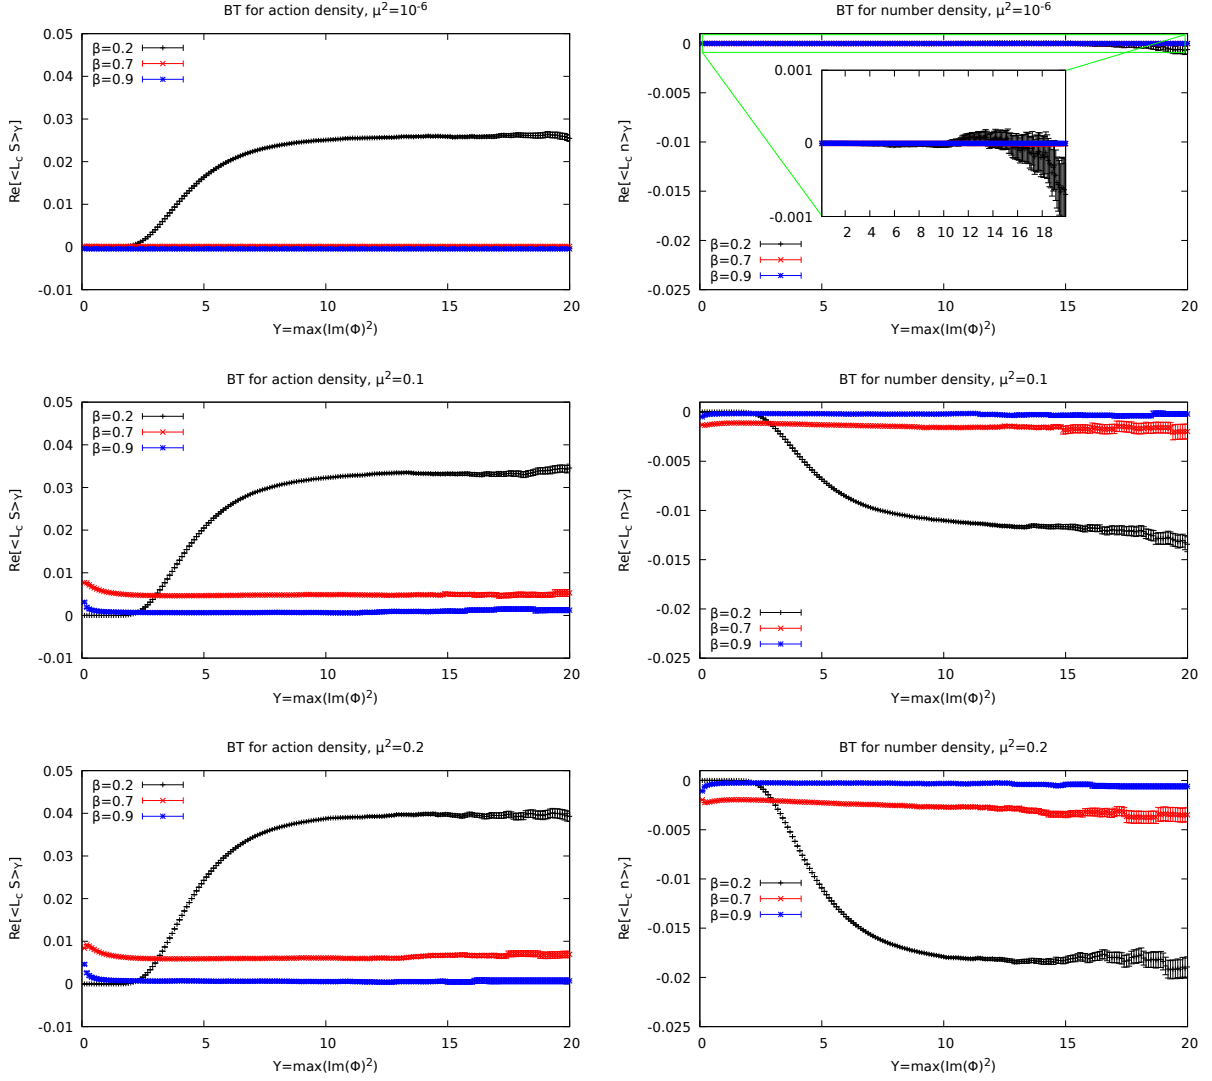 BT for action density, μ²=10⁻⁶
0.05
0.04
0.03
0.02
0.01
0
-0.01
Re[<L_c S>_Y]
β=0.2
β=0.7
β=0.9
0 5 10 15 20
Y=max(Im(Φ)²)
BT for number density, μ²=10⁻⁶
0
-0.005
-0.01
-0.015
-0.02
-0.025
Re[<L_c n>_Y]
0.001
0
-0.001
2 4 6 8 10 12 14 16 18
β=0.2
β=0.7
β=0.9
0 5 10 15 20
Y=max(Im(Φ)²)
BT for action density, μ²=0.1
0.05
0.04
0.03
0.02
0.01
0
-0.01
Re[<L_c S>_Y]
β=0.2
β=0.7
β=0.9
0 5 10 15 20
Y=max(Im(Φ)²)
BT for number density, μ²=0.1
0
-0.005
-0.01
-0.015
-0.02
-0.025
Re[<L_c n>_Y]
β=0.2
β=0.7
β=0.9
0 5 10 15 20
Y=max(Im(Φ)²)
BT for action density, μ²=0.2
0.05
0.04
0.03
0.02
0.01
0
-0.01
Re[<L_c S>_Y]
β=0.2
β=0.7
β=0.9
0 5 10 15 20
Y=max(Im(Φ)²)
BT for number density, μ²=0.2
0
-0.005
-0.01
-0.015
-0.02
-0.025
Re[<L_c n>_Y]
β=0.2
β=0.7
β=0.9
0 5 10 15 20
Y=max(Im(Φ)²)